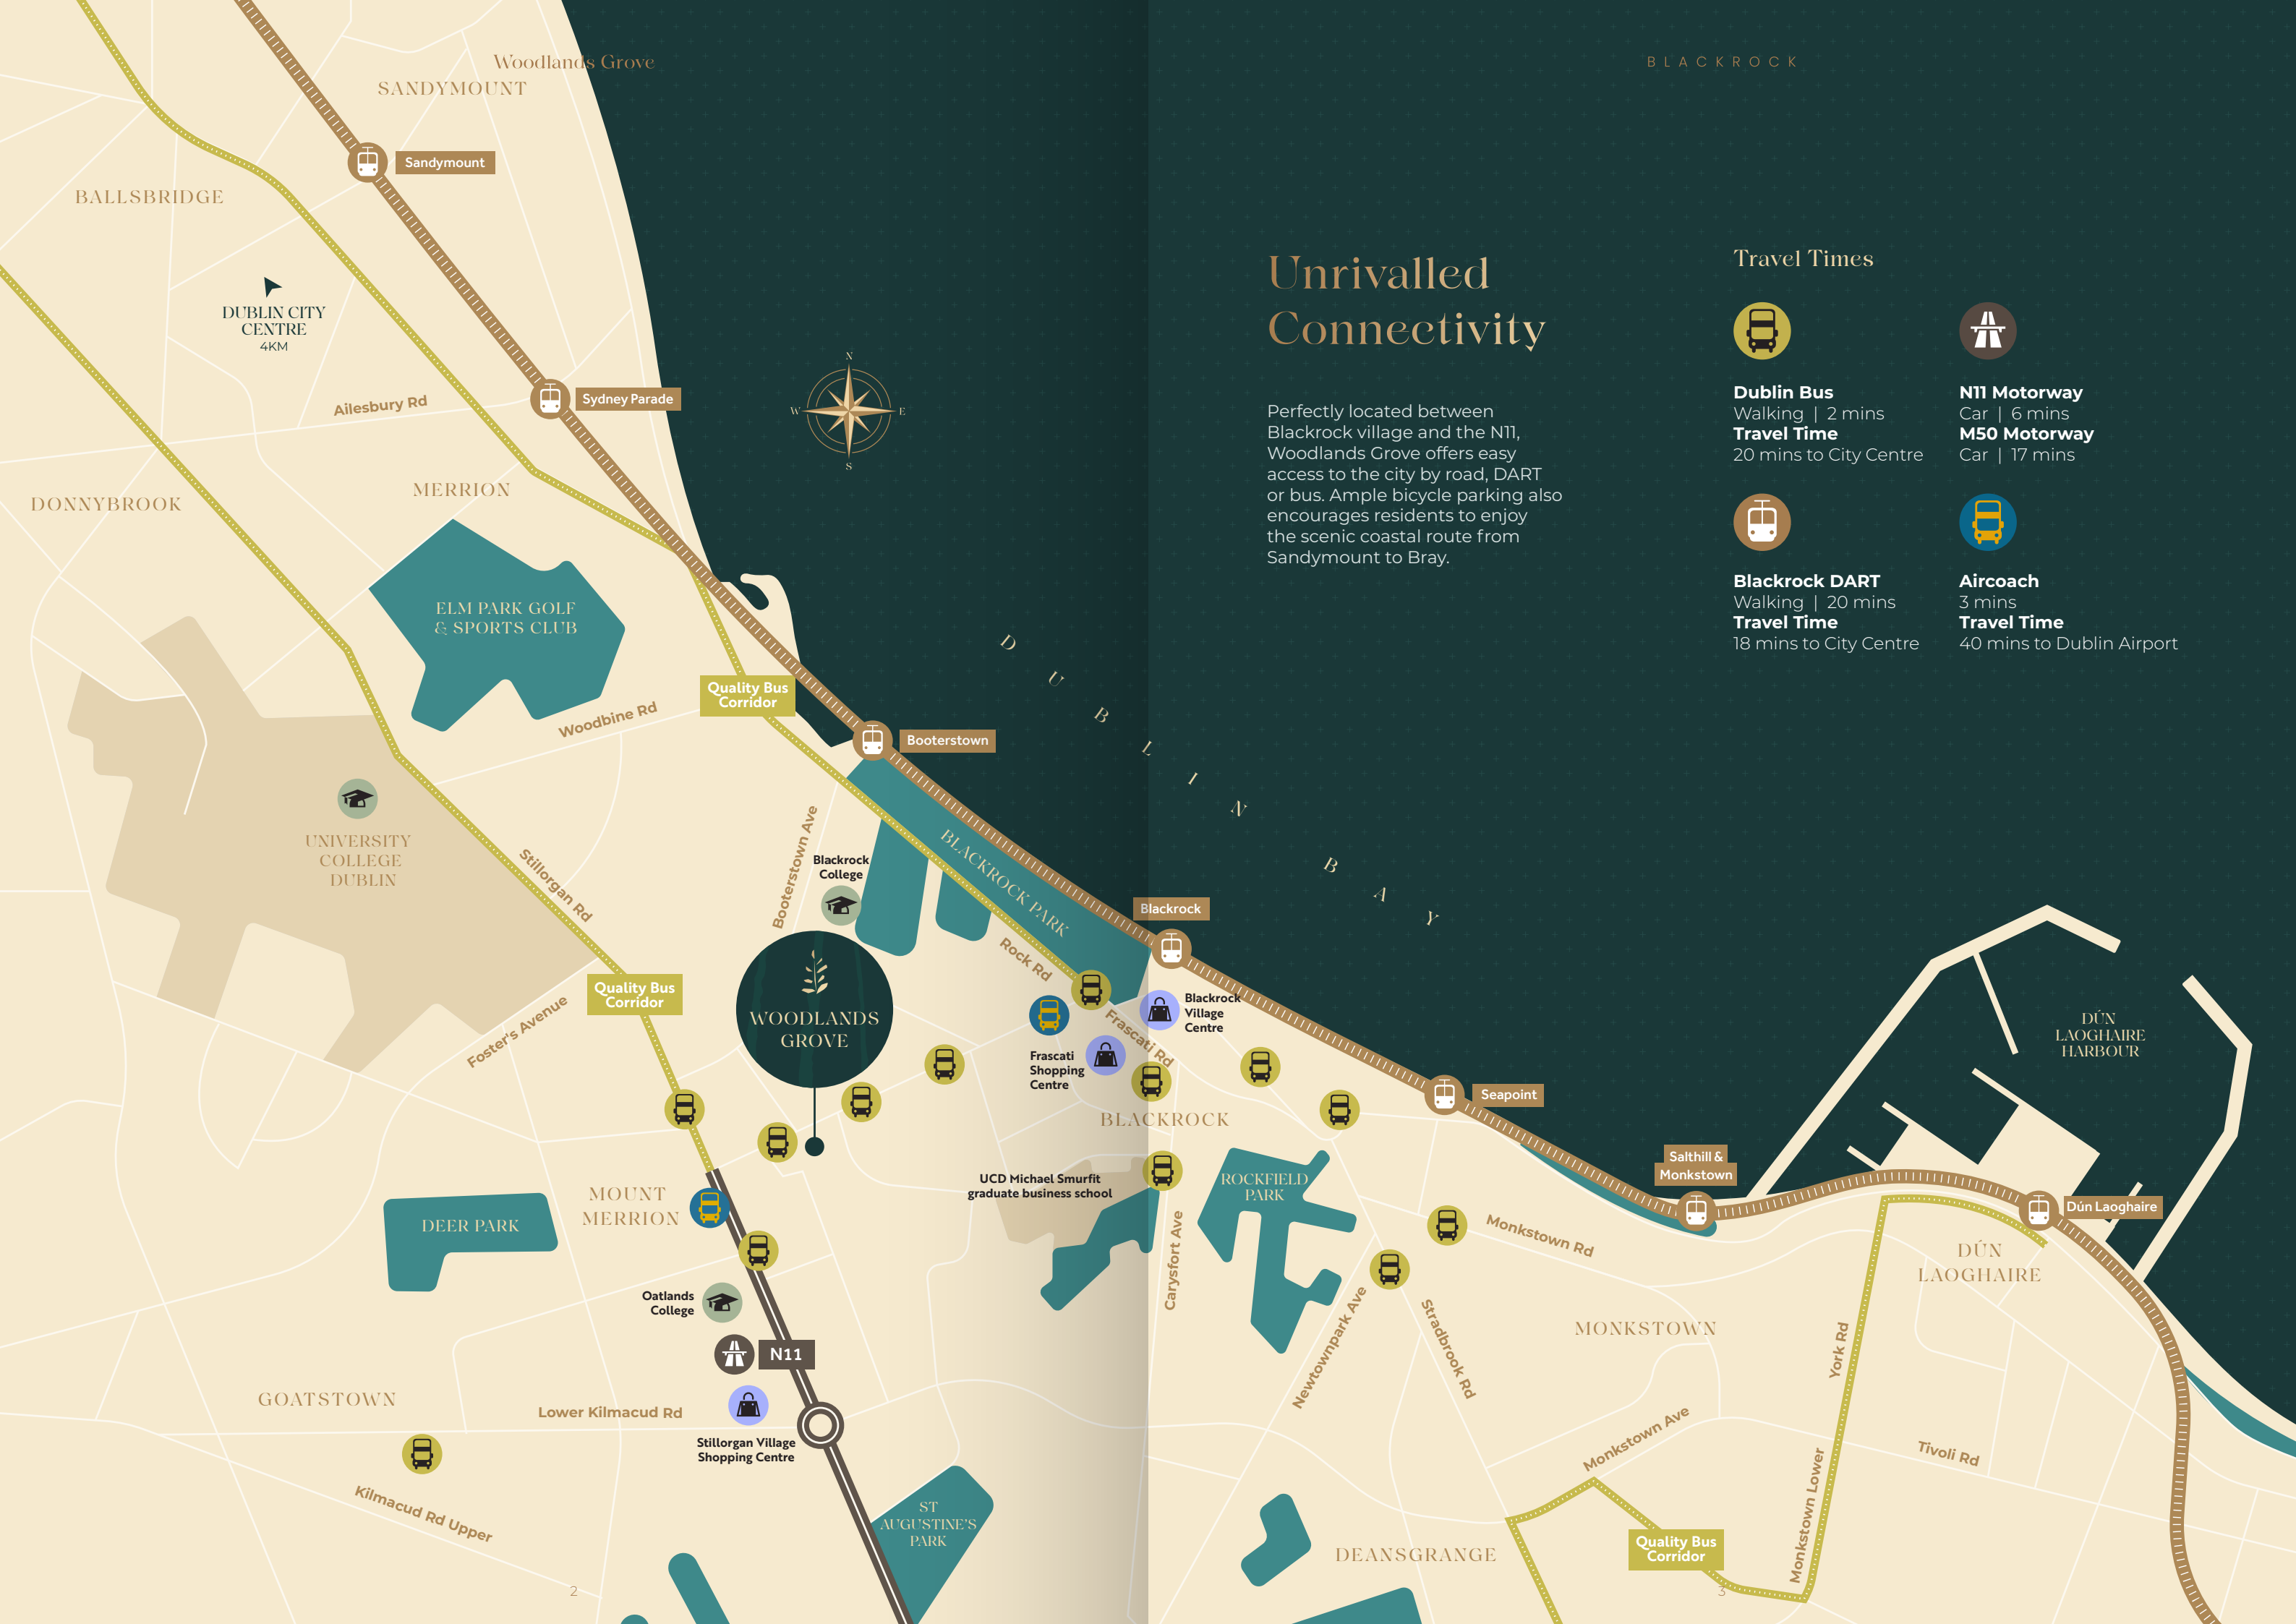 Woodlands Grove
SANDYMOUNT
Sandymount
BALLSBRIDGE
DUBLIN CITY
CENTRE
4KM
Ailesbury Rd
Sydney Parade
N
W
E
S
DONNYBROOK
MERRION
ELM PARK GOLF
& SPORTS CLUB
Woodbine Rd
Quality Bus
Corridor
Booterstown
UNIVERSITY
COLLEGE
DUBLIN
Stillorgan Rd
Booterstown Ave
Blackrock
College
BLACKROCK PARK
Rock Rd
Quality Bus
Corridor
Foster's Avenue
WOODLANDS
GROVE
Frascati
Shopping
Centre
Frascati Rd
Blackrock
Blackrock
Village
Centre
BLACKROCK
UCD Michael Smurfit
graduate business school
Carysfort Ave
MOUNT
MERRION
DEER PARK
Oatlands
College
N11
GOATSTOWN
Lower Kilmacud Rd
Stillorgan Village
Shopping Centre
Kilmacud Rd Upper
ST
AUGUSTINE'S
PARK
2
BLACKROCK
Unrivalled
Connectivity
Perfectly located between
Blackrock village and the N11,
Woodlands Grove offers easy
access to the city by road, DART
or bus. Ample bicycle parking also
encourages residents to enjoy
the scenic coastal route from
Sandymount to Bray.
Travel Times
Dublin Bus
Walking | 2 mins
Travel Time
20 mins to City Centre
N11 Motorway
Car | 6 mins
M50 Motorway
Car | 17 mins
Blackrock DART
Walking | 20 mins
Travel Time
18 mins to City Centre
Aircoach
3 mins
Travel Time
40 mins to Dublin Airport
DUBLIN BAY
DÚN
LAOGHAIRE
HARBOUR
Seapoint
Salthill &
Monkstown
Dún Laoghaire
ROCKFIELD
PARK
Monkstown Rd
DÚN
LAOGHAIRE
Newtownpark Ave
Stradbrook Rd
MONKSTOWN
York Rd
Monkstown Ave
Tivoli Rd
Monkstown Lower
DEANSGRANGE
Quality Bus
Corridor
3